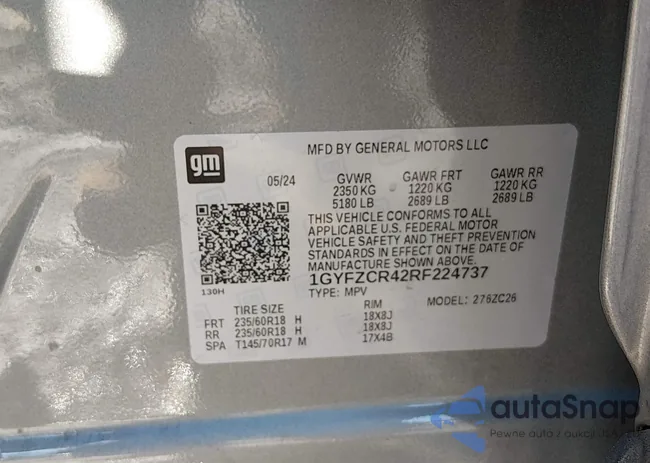 gm
MFD BY GENERAL MOTORS LLC
05/24 GVWR GAWR FRT GAWR RR
2350 KG 1220 KG 1220 KG
5180 LB 2689 LB 2689 LB
THIS VEHICLE CONFORMS TO ALL
APPLICABLE U.S. FEDERAL MOTOR
VEHICLE SAFETY AND THEFT PREVENTION
STANDARDS IN EFFECT ON THE DATE OF
MANUFACTURE SHOWN ABOVE.
130H 1GYFZCR42RF224737
TYPE: MPV MODEL: 276ZC26
TIRE SIZE RIM
FRT 235/60R18 H 18X8J
RR 235/60R18 H 18X8J
SPA T145/70R17 M 17X4B
autaSnap
Pewne auta z aukcji